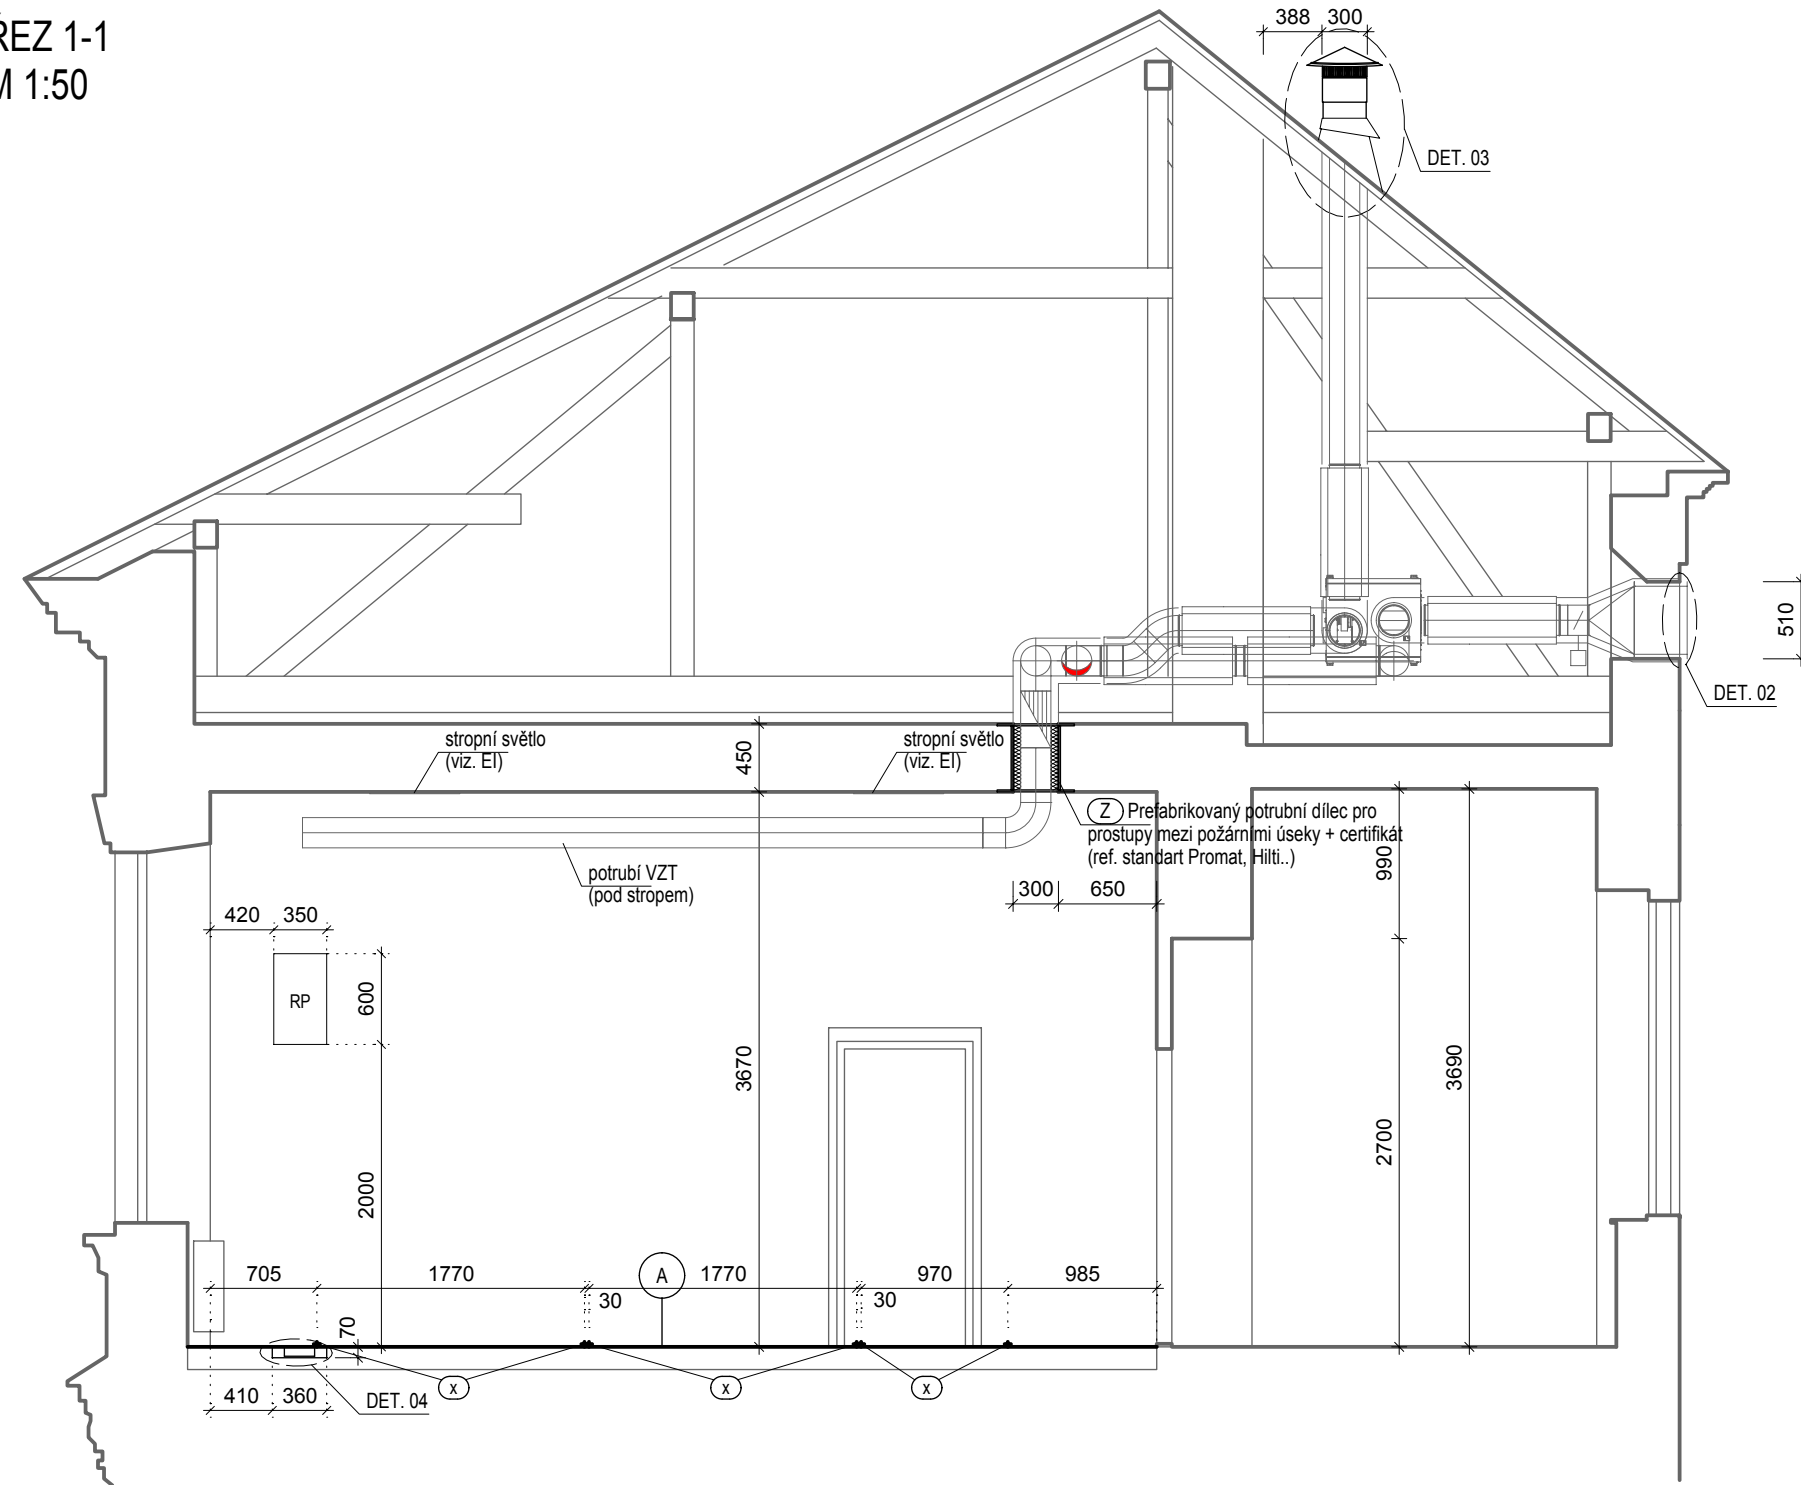 ŘEZ 1-1
M 1:50
388
300
DET. 03
510
DET. 02
stropní světlo
(viz. EI)
450
stropní světlo
(viz. EI)
Z Prefabrikovaný potrubní dílec pro
prostupy mezi požárními úseky + certifikát
(ref. standart Promat, Hilti..)
potrubí VZT
(pod stropem)
300
650
990
420
350
RP
600
3670
3690
2700
2000
705
1770
A
1770
970
985
30
30
70
x
x
x
410
360
DET. 04